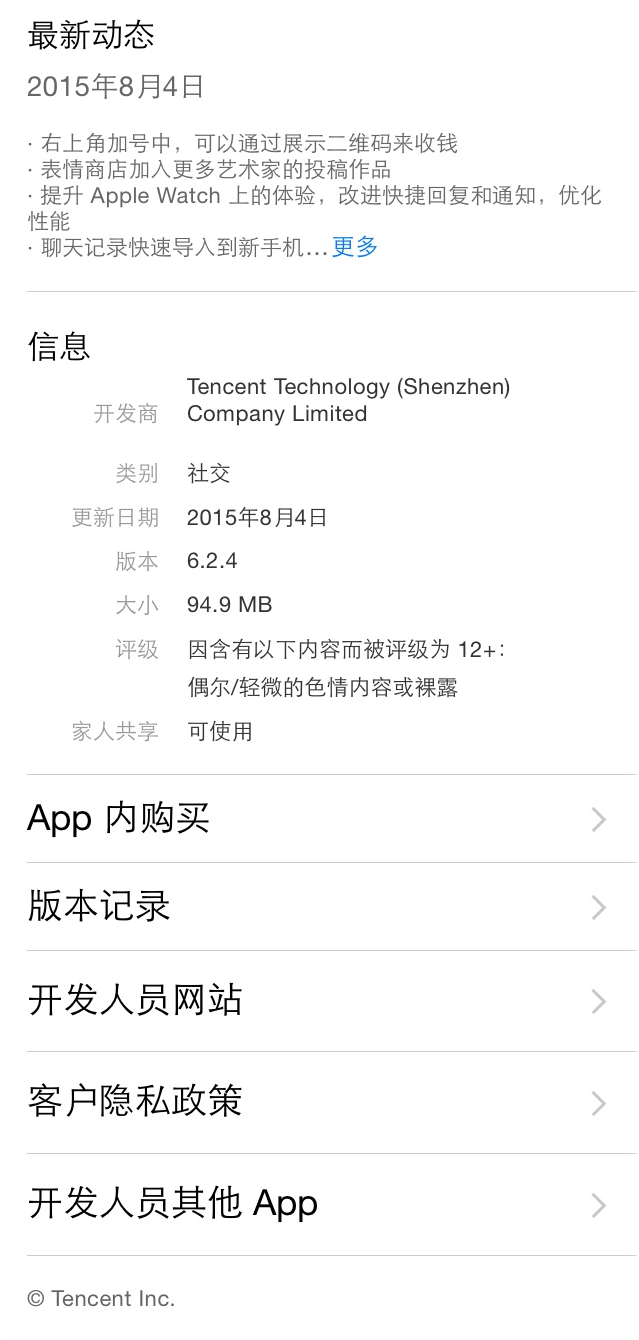 最新动态
2015年8月4日
· 右上角加号中，可以通过展示二维码来收钱
· 表情商店加入更多艺术家的投稿作品
· 提升 Apple Watch 上的体验，改进快捷回复和通知，优化
性能
· 聊天记录快速导入到新手机...更多
信息
开发商 Tencent Technology (Shenzhen)
Company Limited
类别 社交
更新日期 2015年8月4日
版本 6.2.4
大小 94.9 MB
评级 因含有以下内容而被评级为 12+：
偶尔/轻微的色情内容或裸露
家人共享 可使用
App 内购买
版本记录
开发人员网站
客户隐私政策
开发人员其他 App
© Tencent Inc.